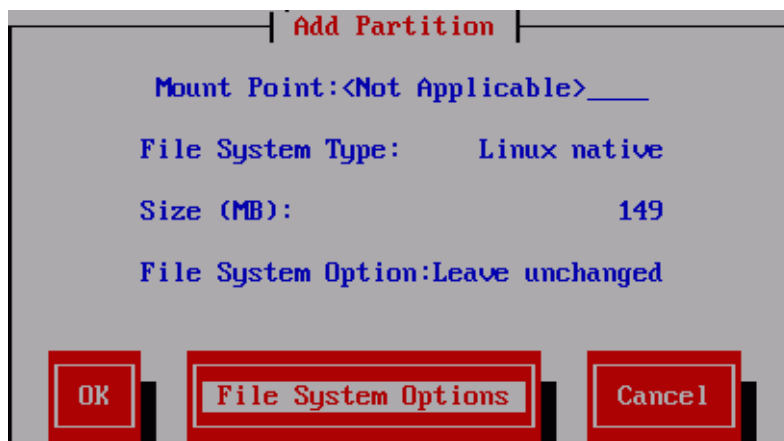 Add Partition
Mount Point:<Not Applicable>____
File System Type: Linux native
Size (MB): 149
File System Option:Leave unchanged
OK File System Options Cancel